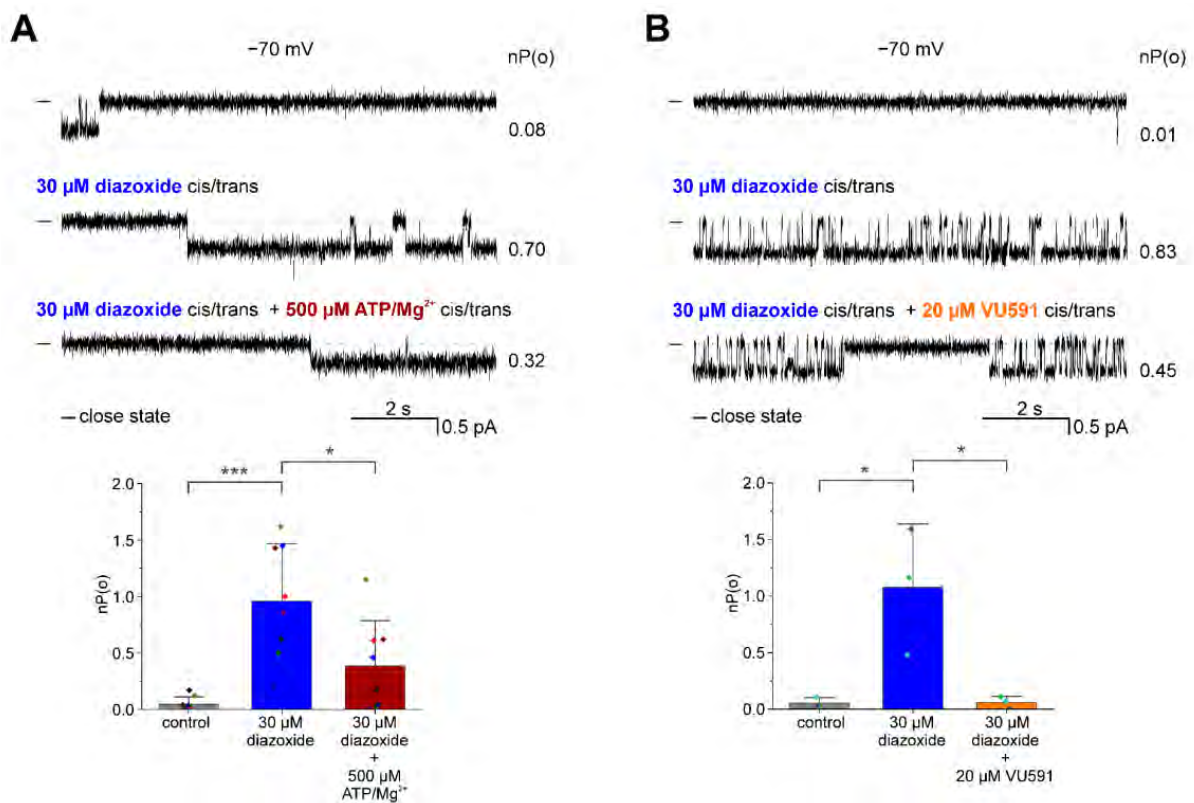 A
−70 mV
nP(o)
0.08
30 µM diazoxide cis/trans
0.70
30 µM diazoxide cis/trans + 500 µM ATP/Mg²⁺ cis/trans
0.32
– close state
2 s
0.5 pA
***
*
2.0
1.5
1.0
0.5
0.0
nP(o)
control
30 µM
diazoxide
30 µM
diazoxide
+
500 µM
ATP/Mg²⁺
B
−70 mV
nP(o)
0.01
30 µM diazoxide cis/trans
0.83
30 µM diazoxide cis/trans + 20 µM VU591 cis/trans
0.45
– close state
2 s
0.5 pA
*
*
2.0
1.5
1.0
0.5
0.0
nP(o)
control
30 µM
diazoxide
30 µM
diazoxide
+
20 µM VU591